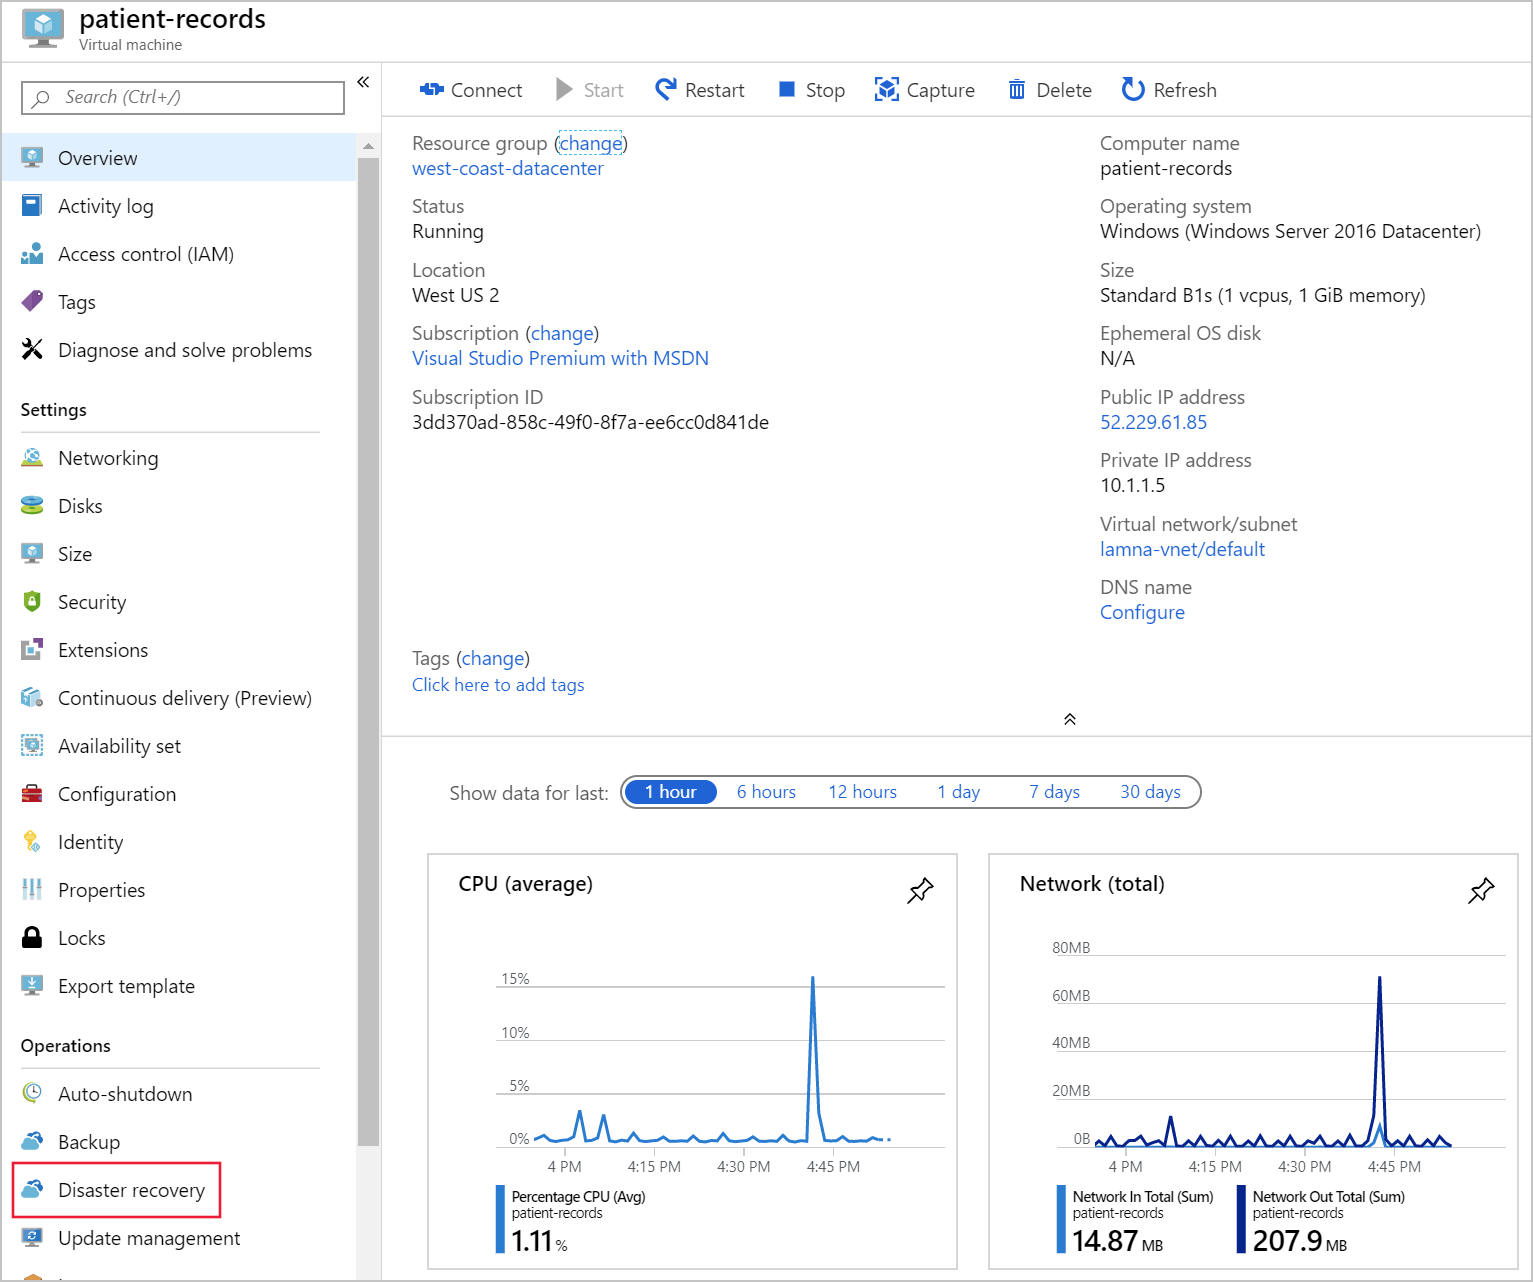 patient-records
Virtual machine
Search (Ctrl+/)
«
Overview
Activity log
Access control (IAM)
Tags
Diagnose and solve problems
Settings
Networking
Disks
Size
Security
Extensions
Continuous delivery (Preview)
Availability set
Configuration
Identity
Properties
Locks
Export template
Operations
Auto-shutdown
Backup
Disaster recovery
Update management
Connect Start Restart Stop Capture Delete Refresh
Resource group (change)
west-coast-datacenter
Status
Running
Location
West US 2
Subscription (change)
Visual Studio Premium with MSDN
Subscription ID
3dd370ad-858c-49f0-8f7a-ee6cc0d841de
Computer name
patient-records
Operating system
Windows (Windows Server 2016 Datacenter)
Size
Standard B1s (1 vcpus, 1 GiB memory)
Ephemeral OS disk
N/A
Public IP address
52.229.61.85
Private IP address
10.1.1.5
Virtual network/subnet
lamna-vnet/default
DNS name
Configure
Tags (change)
Click here to add tags
Show data for last: 1 hour 6 hours 12 hours 1 day 7 days 30 days
CPU (average)
15%
10%
5%
0%
4 PM 4:15 PM 4:30 PM 4:45 PM
Percentage CPU (Avg)
patient-records
1.11 %
Network (total)
80MB
60MB
40MB
20MB
0B
4 PM 4:15 PM 4:30 PM 4:45 PM
Network In Total (Sum)
patient-records
14.87 MB
Network Out Total (Sum)
patient-records
207.9 MB